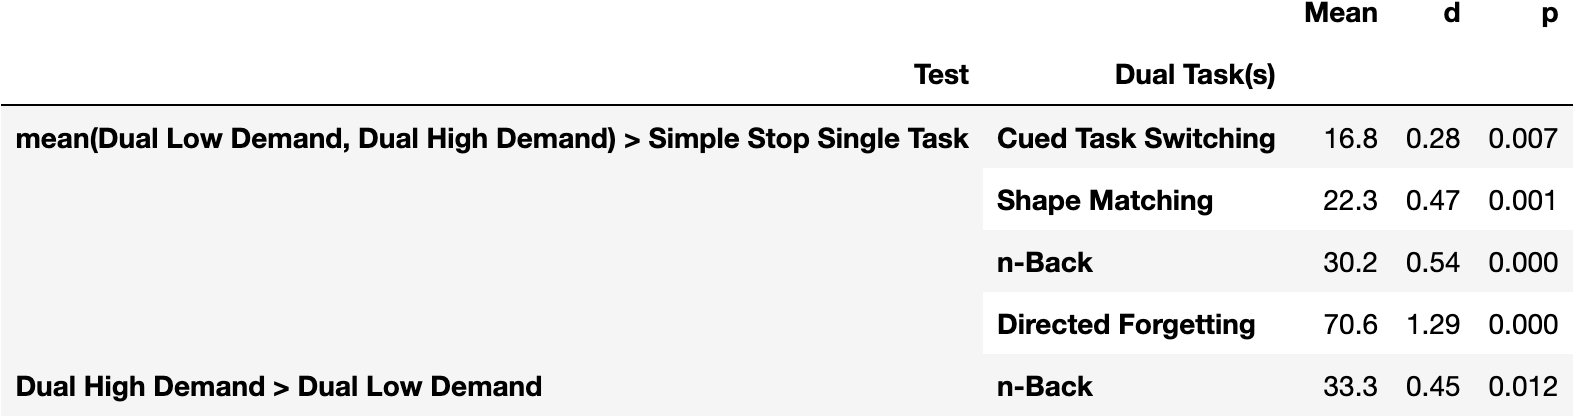 Mean d p
Test Dual Task(s)
mean(Dual Low Demand, Dual High Demand) > Simple Stop Single Task Cued Task Switching 16.8 0.28 0.007
Shape Matching 22.3 0.47 0.001
n-Back 30.2 0.54 0.000
Directed Forgetting 70.6 1.29 0.000
Dual High Demand > Dual Low Demand n-Back 33.3 0.45 0.012